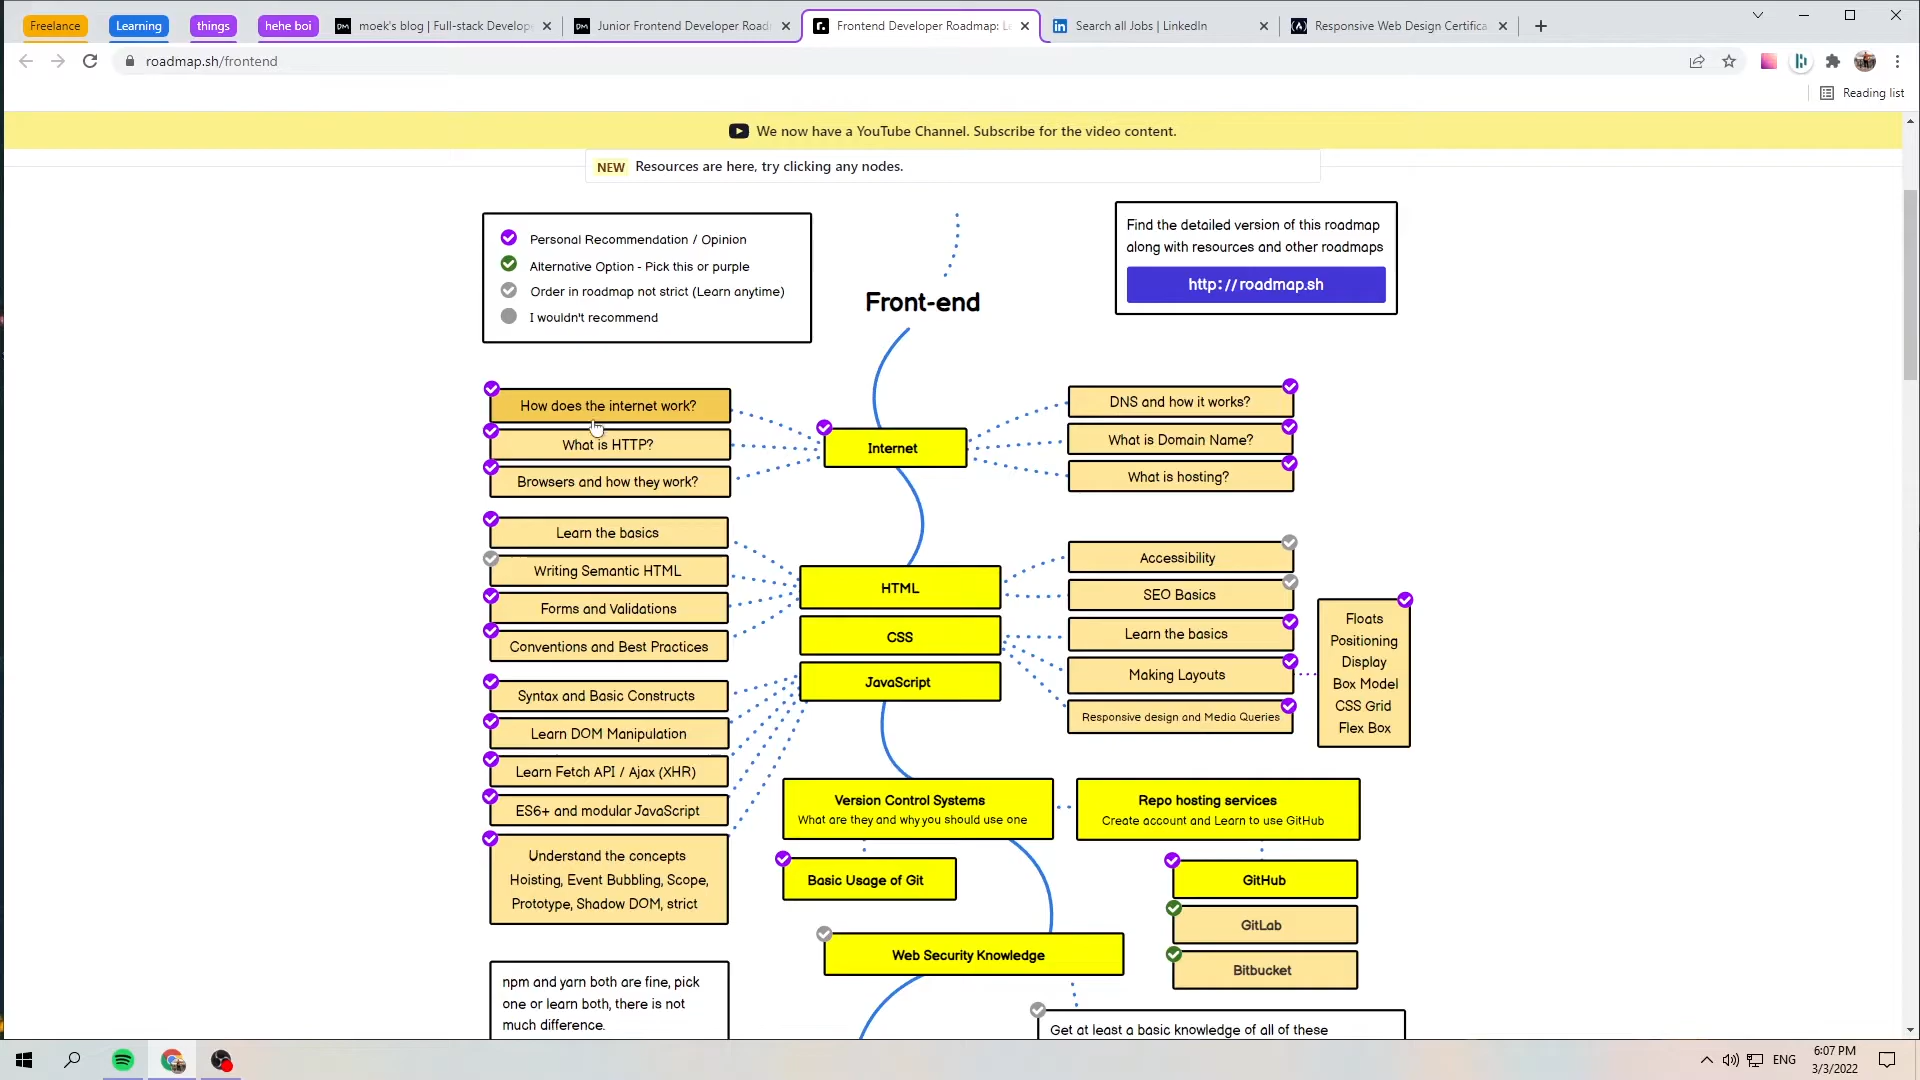 Freelance
Learning
things
hehe boi
moek's blog | Full-stack Develope
Junior Frontend Developer Road
Frontend Developer Roadmap: Le
Search all Jobs | LinkedIn
Responsive Web Design Certifica
roadmap.sh/frontend
Reading list
We now have a YouTube Channel. Subscribe for the video content.
NEW Resources are here, try clicking any nodes.
Personal Recommendation / Opinion
Alternative Option - Pick this or purple
Order in roadmap not strict (Learn anytime)
I wouldn't recommend
Front-end
Find the detailed version of this roadmap
along with resources and other roadmaps
http://roadmap.sh
How does the internet work?
What is HTTP?
Browsers and how they work?
Internet
DNS and how it works?
What is Domain Name?
What is hosting?
Learn the basics
Writing Semantic HTML
Forms and Validations
Conventions and Best Practices
HTML
CSS
JavaScript
Accessibility
SEO Basics
Learn the basics
Making Layouts
Responsive design and Media Queries
Floats
Positioning
Display
Box Model
CSS Grid
Flex Box
Syntax and Basic Constructs
Learn DOM Manipulation
Learn Fetch API / Ajax (XHR)
ES6+ and modular JavaScript
Understand the concepts
Hoisting, Event Bubbling, Scope,
Prototype, Shadow DOM, strict
Version Control Systems
What are they and why you should use one
Basic Usage of Git
Repo hosting services
Create account and Learn to use GitHub
GitHub
GitLab
Bitbucket
Web Security Knowledge
npm and yarn both are fine, pick
one or learn both, there is not
much difference.
Get at least a basic knowledge of all of these
ENG
6:07 PM
3/3/2022